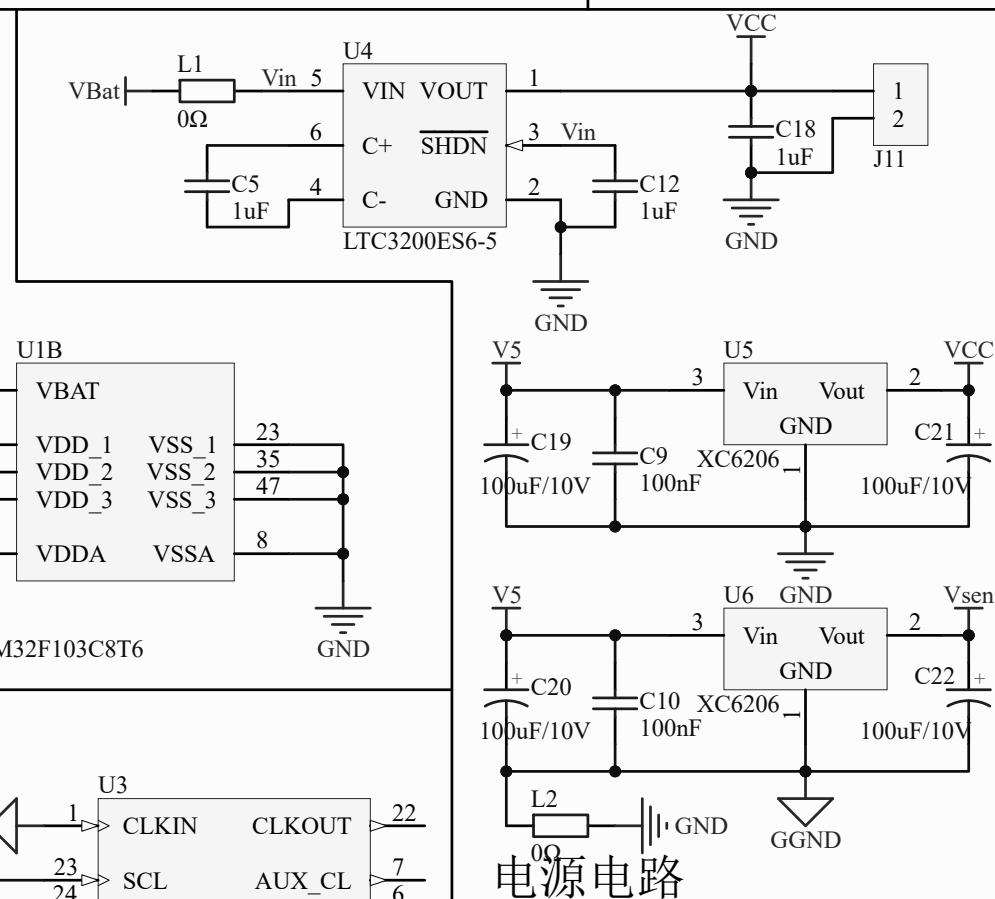 VCC
U4
L1
VBat
Vin 5
VIN VOUT
1
1
0Ω
2
6
C+
SHDN
3 Vin
C18
1uF
J11
C5
1uF
4
C-
GND
2
C12
1uF
LTC3200ES6-5
GND
GND
U1B
VBAT
VDD_1 VSS_1 23
VDD_2 VSS_2 35
VDD_3 VSS_3 47
VDDA VSSA 8
GND
M32F103C8T6
V5
U5
VCC
3
Vin Vout
2
GND
C19
C9
XC6206
1
C21
100uF/10V
100nF
100uF/10V
+
+
GND
V5
U6
Vsen
3
Vin Vout
2
GND
+
C20
C10
XC6206
1
C22
+
100uF/10V
100nF
100uF/10V
L2
GND
0Ω
GGND
电源电路
U3
1
CLKIN CLKOUT
22
23
SCL AUX_CL
7
24
6